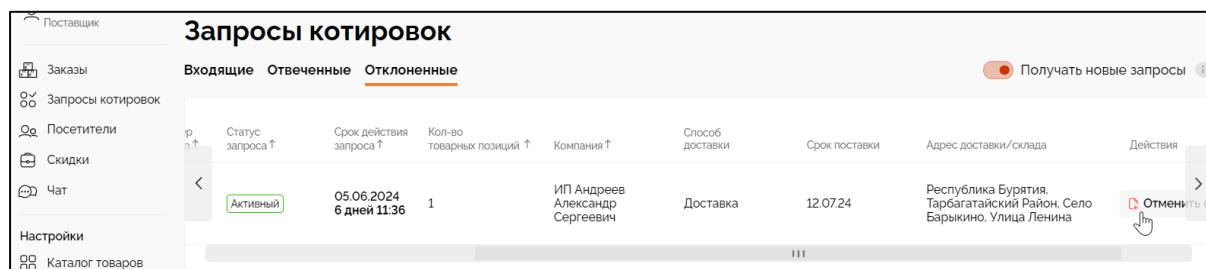 Поставщик
Запросы котировок
Заказы
Запросы котировок
Посетители
Скидки
Чат
Настройки
Каталог товаров
Входящие Отвеченные Отклоненные
Получать новые запросы
Статус запроса ↑
Срок действия запроса ↑
Кол-во товарных позиций ↑
Компания ↑
Способ доставки
Срок поставки
Адрес доставки/склада
Действия
Активный
05.06.2024
6 дней 11:36
1
ИП Андреев
Александр
Сергеевич
Доставка
12.07.24
Республика Бурятия,
Тарбагатайский Район, Село
Барыкино, Улица Ленина
Отменить